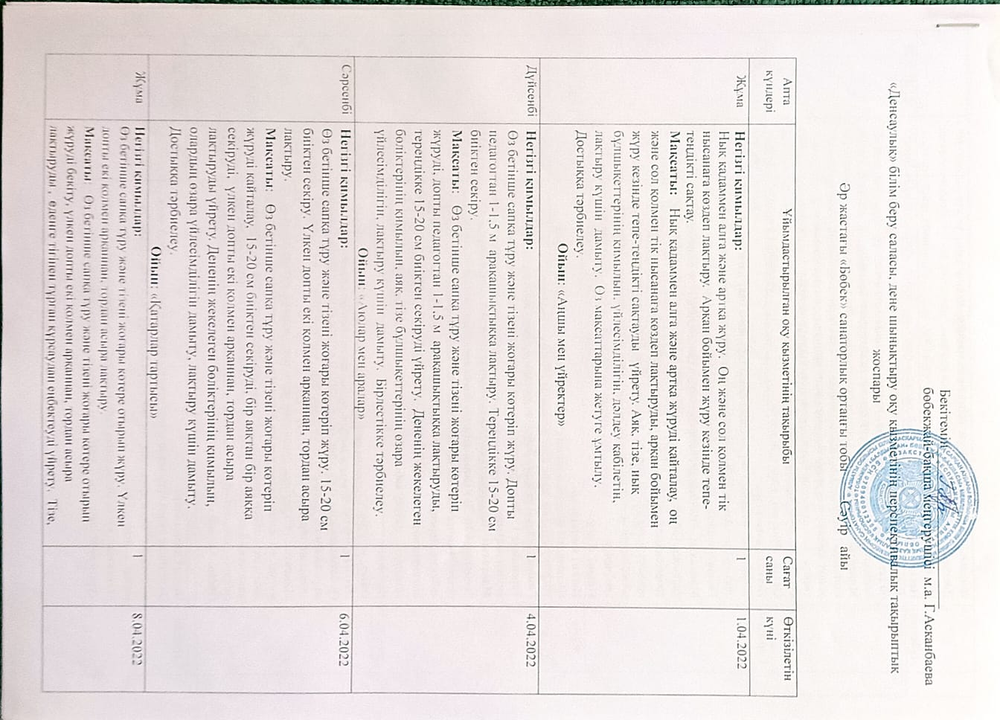 Бекітемін
бөбекжай-бақша меңгерушісі м.а. Г.Асканбаева
«Денсаулық» білім беру саласы, дене шынықтыру оқу қызметінің перспективалық тақырыптық
жоспары
Әр жастағы «Бөбек» санаторлық ортаңғы тобы Сәуір айы
Апта күндері
Ұйымдастырылған оқу қызметінің тақырыбы
Сағат саны
Өткізілетін күні
Жұма
Негізгі қимылдар:
Нық қадаммен алға және артқа жүру. Оң және сол қолмен тік
нысанаға көздеп лақтыру. Арқан бойымен жүру кезінде тепе-
теңдікті сақтау.
Мақсаты: Нық қадаммен алға және артқа жүруді қайталау, оң
және сол қолмен тік нысанаға көздеп лақтыруды, арқан бойымен
жүру кезінде тепе-теңдікті сақтауды үйрету. Аяқ, тізе, иық
бұлшықеттерінің қимылын, үйлесімділігін, дәлдеу қабілетін,
лақтыру күшін дамыту. Өз мақсаттарына жетуге ұмтылу.
Достыққа тәрбиелеу.
Ойын: «Аңшы мен үйректер»
1
1.04.2022
Дүйсенбі
Негізгі қимылдар:
Өз бетінше сапқа тұру және тізені жоғары көтеріп жүру. Допты
педагогтан 1-1,5 м арақашықтыққа лақтыру. Тереңдікке 15-20 см
биіктен секіру.
Мақсаты: Өз бетінше сапқа тұру және тізені жоғары көтеріп
жүруді, допты педагогтан 1-1,5 м арақашықтыққа лақтыруды,
тереңдікке 15-20 см биіктен секіруді үйрету. Дененің жекелеген
бөліктерінің қимылын, аяқ, тізе бұлшықеттерінің өзара
үйлесімділігін, лақтыру күшін дамыту. Бірлестікке тәрбиелеу.
Ойын: «Аюлар мен аралар»
1
4.04.2022
Сәрсенбі
Негізгі қимылдар:
Өз бетінше сапқа тұру және тізені жоғары көтеріп жүру. 15-20 см
биіктен секіру. Үлкен допты екі қолмен арқаннан, тордан асыра
лақтыру.
Мақсаты: Өз бетінше сапқа тұру және тізені жоғары көтеріп
жүруді қайталау, 15-20 см биіктен секіруді, бір аяқтан бір аяққа
секіруді, үлкен допты екі қолмен арқаннан, тордан асыра
лақтыруды үйрету. Дененің жекелеген бөліктерінің қимылын,
олардың өзара үйлесімділігін дамыту, лақтыру күшін дамыту.
Достыққа тәрбиелеу.
Ойын: «Қатарлар тартысы»
1
6.04.2022
Жұма
Негізгі қимылдар:
Өз бетінше сапқа тұру және тізені жоғары көтере отырып жүру. Үлкен
допты екі қолмен арқаннан, тордан асыра лақтыру.
Мақсаты: Өз бетінше сапқа тұру және тізені жоғары көтере отырып
жүруді бекіту, үлкен допты екі қолмен арқаннан, тордан асыра
лақтыруды , еденге тігінен тұрған құрсаудан еңбектеуді үйрету. Тізе,
1
8.04.2022